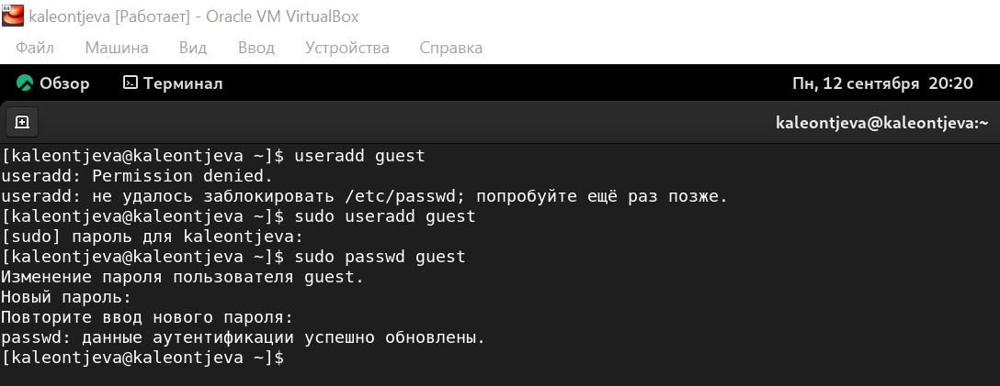 64
kaleontjeva [Работает] - Oracle VM VirtualBox
Файл Машина Вид Ввод Устройства Справка
Обзор Терминал Пн, 12 сентября 20:20
kaleontjeva@kaleontjeva:~
[kaleontjeva@kaleontjeva ~]$ useradd guest
useradd: Permission denied.
useradd: не удалось заблокировать /etc/passwd; попробуйте ещё раз позже.
[kaleontjeva@kaleontjeva ~]$ sudo useradd guest
[sudo] пароль для kaleontjeva:
[kaleontjeva@kaleontjeva ~]$ sudo passwd guest
Изменение пароля пользователя guest.
Новый пароль:
Повторите ввод нового пароля:
passwd: данные аутентификации успешно обновлены.
[kaleontjeva@kaleontjeva ~]$